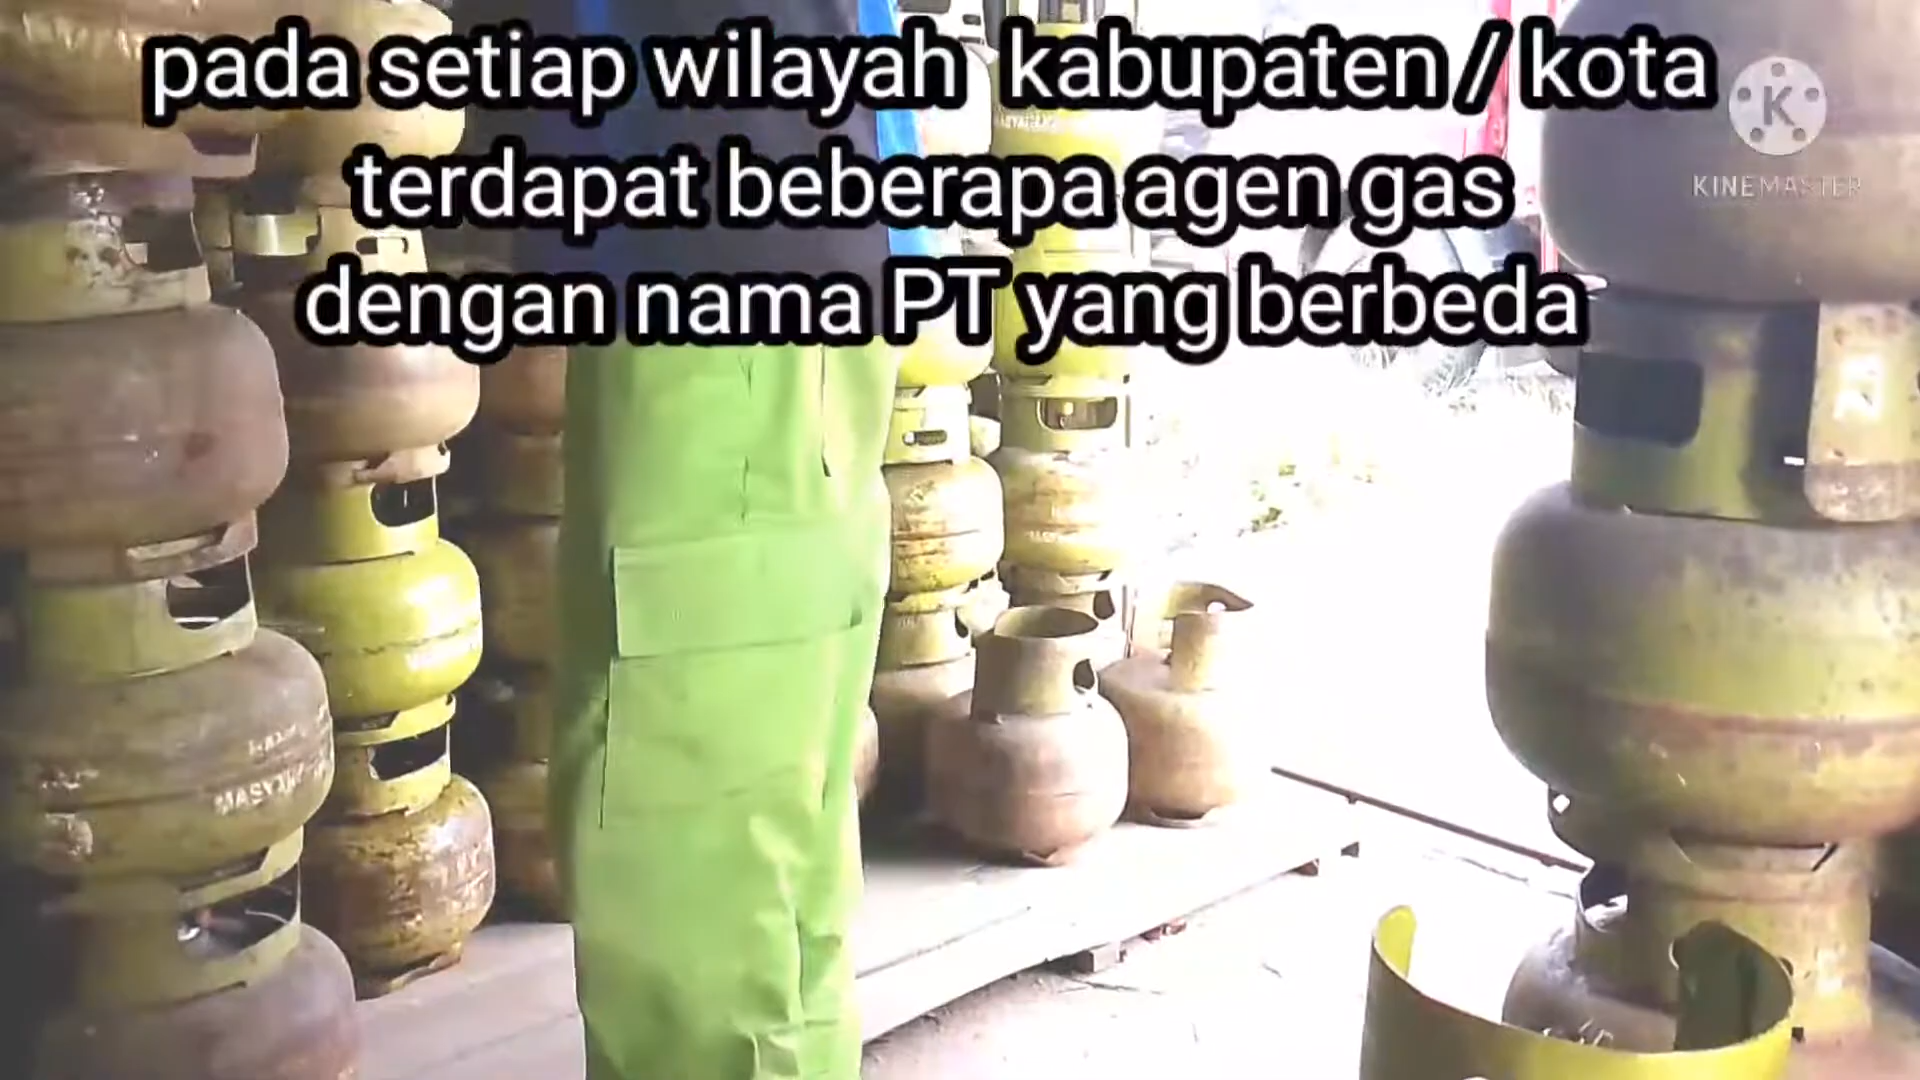 pada setiap wilayah kabupaten / kota
terdapat beberapa agen gas
dengan nama PT yang berbeda
K
KINEMASTER